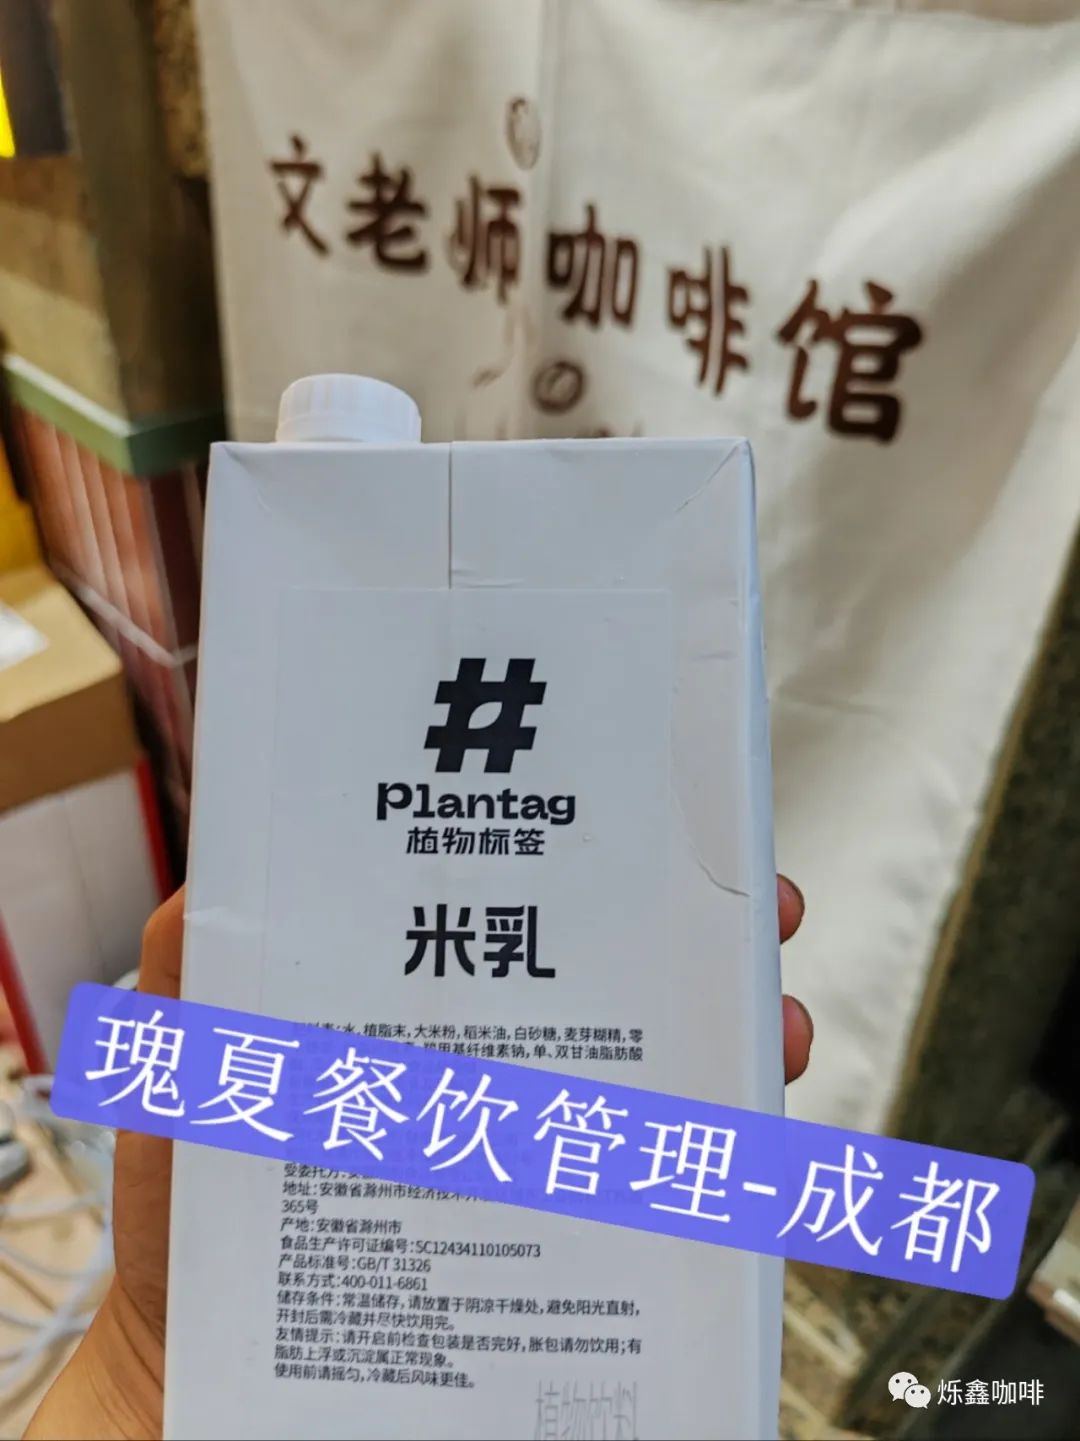 文老师咖啡馆
Plantag
植物标签
米乳
水,植脂末,大米粉,稻米油,白砂糖,麦芽糊精,零
羧甲基纤维素钠,单、双甘油脂肪酸
瑰夏餐饮管理-成都
受委托方:安
地址:安徽省滁州市经济技术开
365号
产地:安徽省滁州市
食品生产许可证编号:SC12434110105073
产品标准号:GB/T 31326
联系方式:400-011-6861
储存条件:常温储存,请放置于阴凉干燥处,避免阳光直射,
开封后需冷藏并尽快饮用完。
友情提示:请开启前检查包装是否完好,胀包请勿饮用;有
脂肪上浮或沉淀属正常现象。
使用前请摇匀,冷藏后风味更佳。
植物饮料
烁鑫咖啡